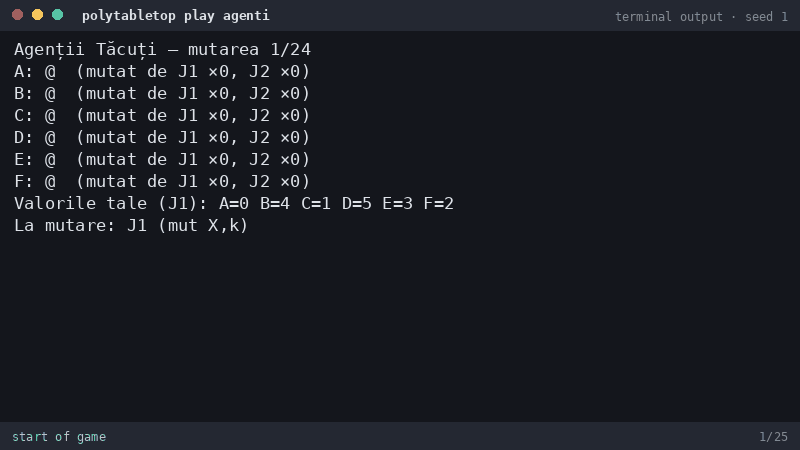 polytabletop play agenti
terminal output · seed 1
Agenții Tăcuți — mutarea 1/24
A: @  (mutat de J1 ×0, J2 ×0)
B: @  (mutat de J1 ×0, J2 ×0)
C: @  (mutat de J1 ×0, J2 ×0)
D: @  (mutat de J1 ×0, J2 ×0)
E: @  (mutat de J1 ×0, J2 ×0)
F: @  (mutat de J1 ×0, J2 ×0)
Valorile tale (J1): A=0 B=4 C=1 D=5 E=3 F=2
La mutare: J1 (mut X,k)
start of game
1/25